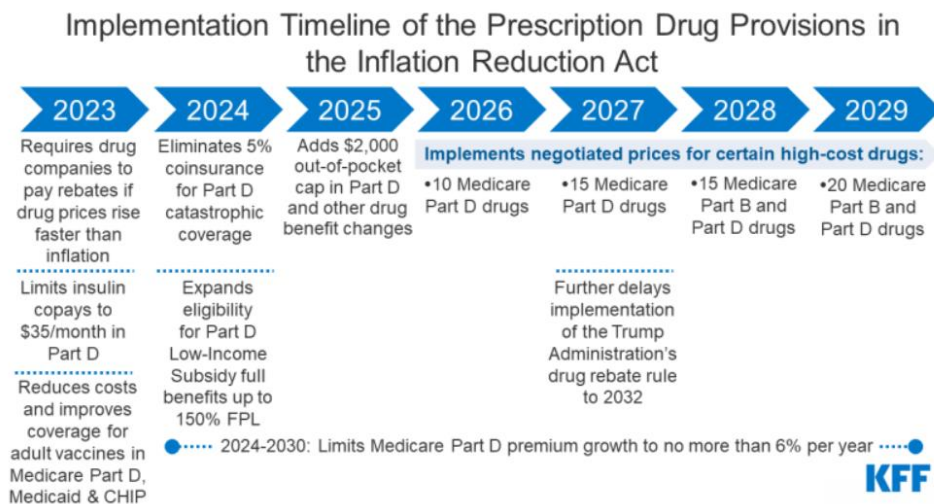 Implementation Timeline of the Prescription Drug Provisions in
the Inflation Reduction Act
2023
Requires drug
companies to
pay rebates if
drug prices rise
faster than
inflation
Limits insulin
copays to
$35/month in
Part D
Reduces costs
and improves
coverage for
adult vaccines in
Medicare Part D,
Medicaid & CHIP
2024
Eliminates 5%
coinsurance
for Part D
catastrophic
coverage
Expands
eligibility
for Part D
Low-Income
Subsidy full
benefits up to
150% FPL
2025
Adds $2,000
out-of-pocket
cap in Part D
and other drug
benefit changes
2026
2027
2028
2029
Implements negotiated prices for certain high-cost drugs:
•10 Medicare
Part D drugs
•15 Medicare
Part D drugs
•15 Medicare
Part B and
Part D drugs
•20 Medicare
Part B and
Part D drugs
Further delays
implementation
of the Trump
Administration's
drug rebate rule
to 2032
2024-2030: Limits Medicare Part D premium growth to no more than 6% per year
KFF